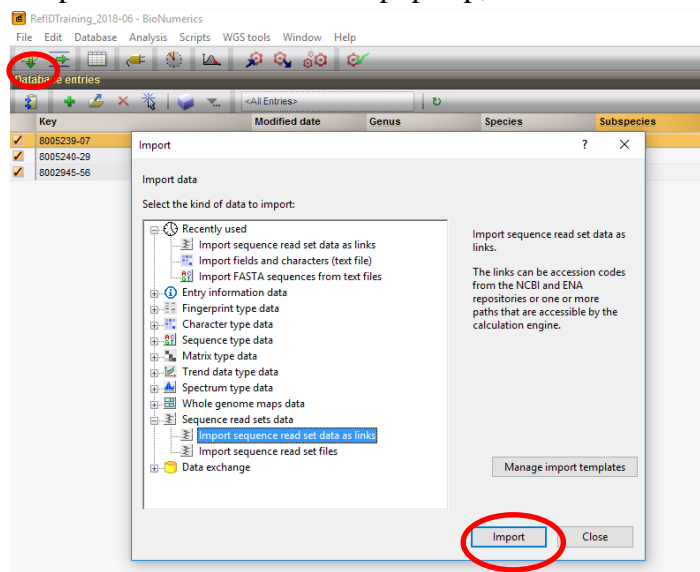 RefIDTraining_2018-06 - BioNumerics
File Edit Database Analysis Scripts WGS tools Window Help
Database entries
<All Entries>
Key Modified date Genus Species Subspecies
8005239-07
8005240-29
8002945-56
Import ? ×
Import data
Select the kind of data to import:
Recently used
Import sequence read set data as links
Import fields and characters (text file)
Import FASTA sequences from text files
Entry information data
Fingerprint type data
Character type data
Sequence type data
Matrix type data
Trend data type data
Spectrum type data
Whole genome maps data
Sequence read sets data
Import sequence read set data as links
Import sequence read set files
Data exchange
Import sequence read set data as
links.
The links can be accession codes
from the NCBI and ENA
repositories or one or more
paths that are accessible by the
calculation engine.
Manage import templates
Import Close